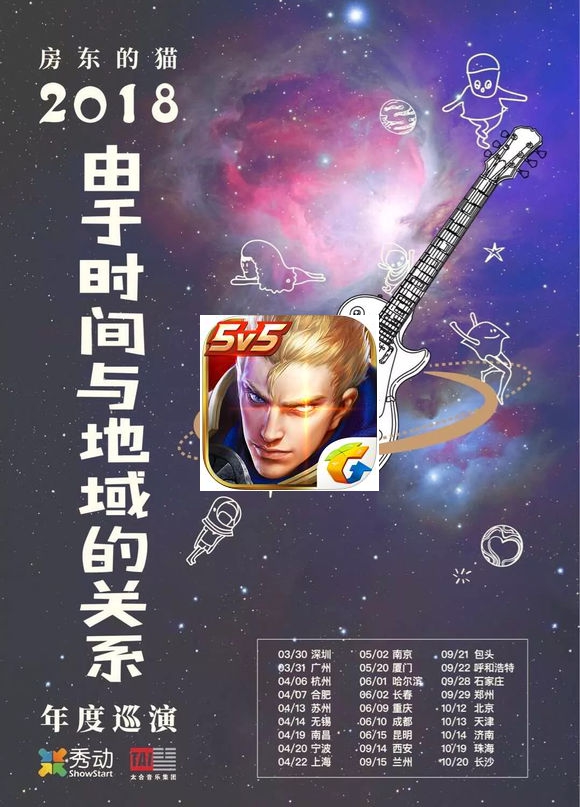 房东的猫
2018
由于时间与地域的关系
5v5
年度巡演
秀动
ShowStart
TAI
太合音乐集团
03/30 深圳
03/31 广州
04/06 杭州
04/07 合肥
04/13 苏州
04/14 无锡
04/19 南昌
04/20 宁波
04/22 上海
05/02 南京
05/20 厦门
06/01 哈尔滨
06/02 长春
06/09 重庆
06/10 成都
06/15 昆明
09/14 西安
09/15 兰州
09/21 包头
09/22 呼和浩特
09/28 石家庄
09/29 郑州
10/12 北京
10/13 天津
10/14 济南
10/19 珠海
10/20 长沙